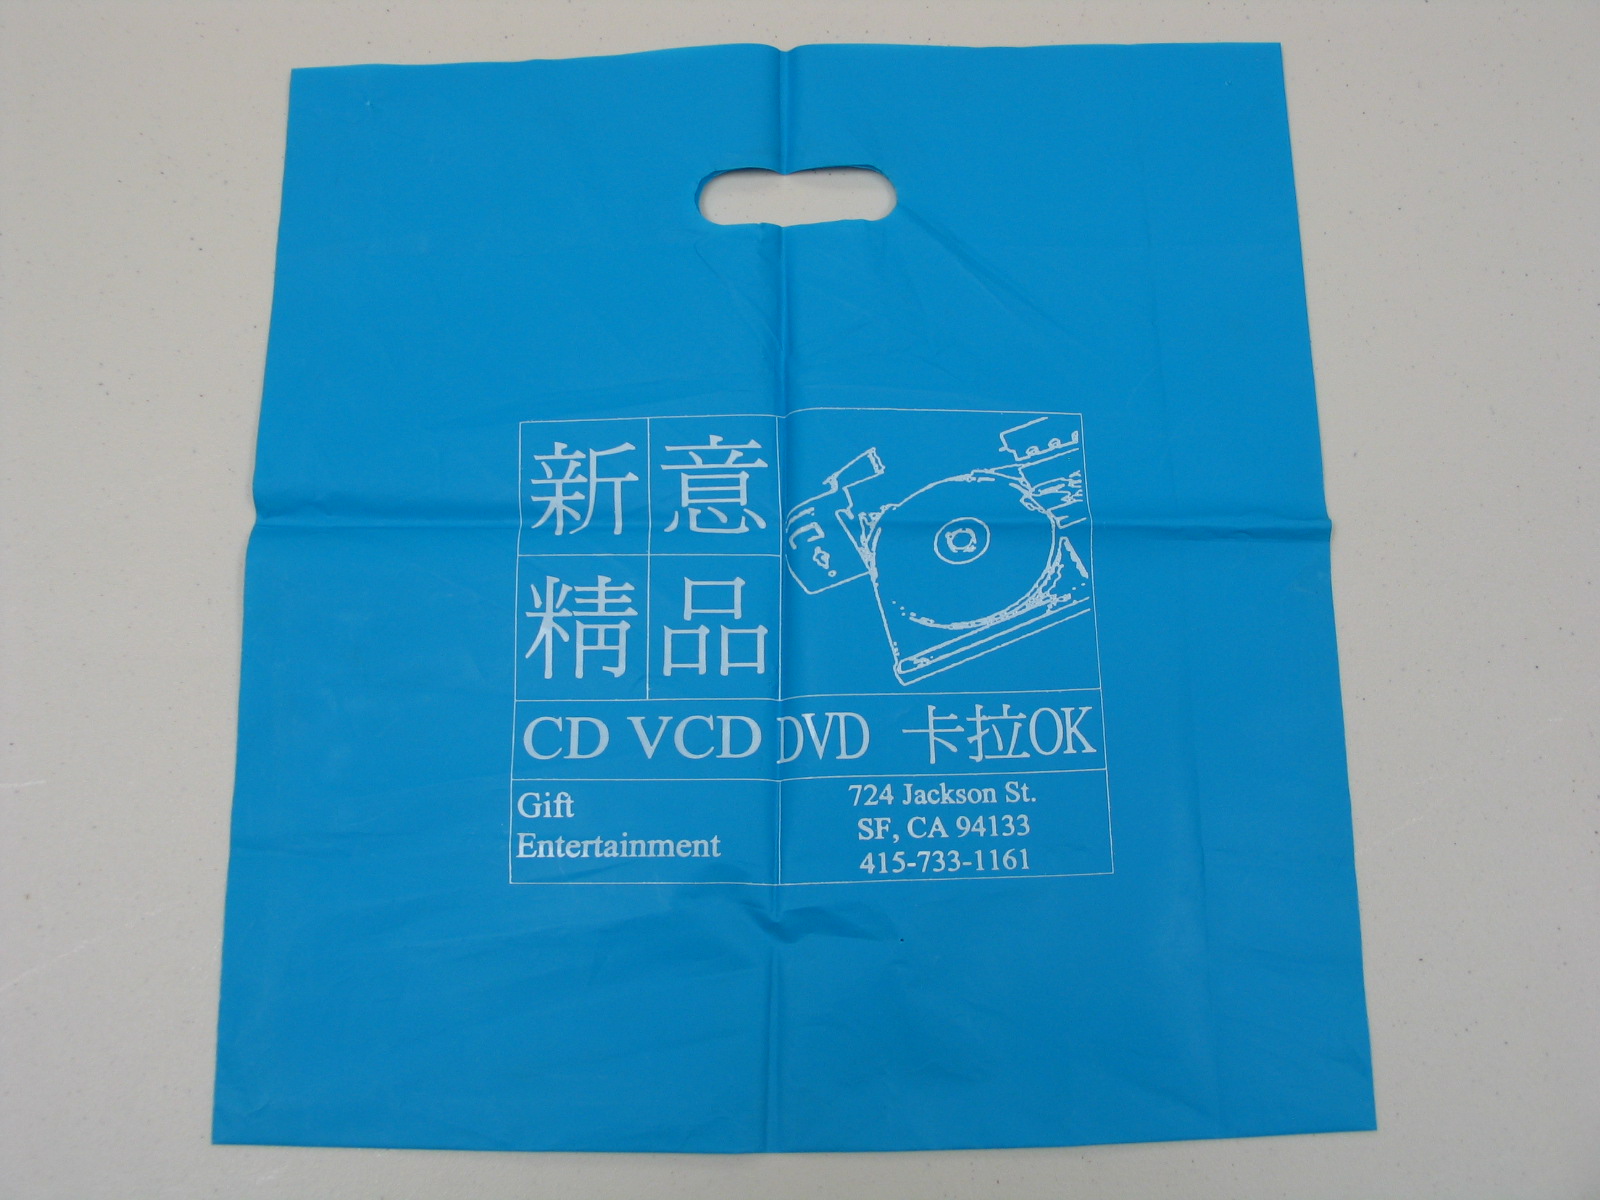 新意
精品
CD VCD DVD 卡拉OK
Gift
Entertainment
724 Jackson St.
SF, CA 94133
415-733-1161